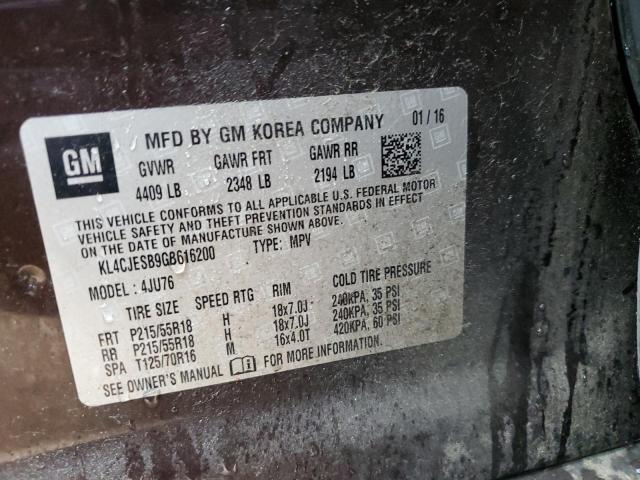 GM
MFD BY GM KOREA COMPANY 01 / 16
GVWR GAWR FRT GAWR RR
4409 LB 2348 LB 2194 LB
THIS VEHICLE CONFORMS TO ALL APPLICABLE U.S. FEDERAL MOTOR
VEHICLE SAFETY AND THEFT PREVENTION STANDARDS IN EFFECT
ON THE DATE OF MANUFACTURE SHOWN ABOVE.
KL4CJESB9GB616200 TYPE: MPV
MODEL : 4JU76
TIRE SIZE SPEED RTG RIM COLD TIRE PRESSURE
FRT P215/55R18 H 18x7.0J 240KPA, 35 PSI
RR P215/55R18 H 18x7.0J 240KPA, 35 PSI
SPA T125/70R16 M 16x4.0T 420KPA, 60 PSI
SEE OWNER'S MANUAL FOR MORE INFORMATION.